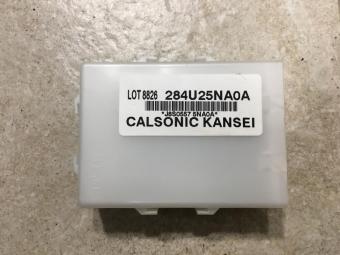 LOT 8826 284U25NA0A
*J8S0557 5NA0A*
CALSONIC KANSEI